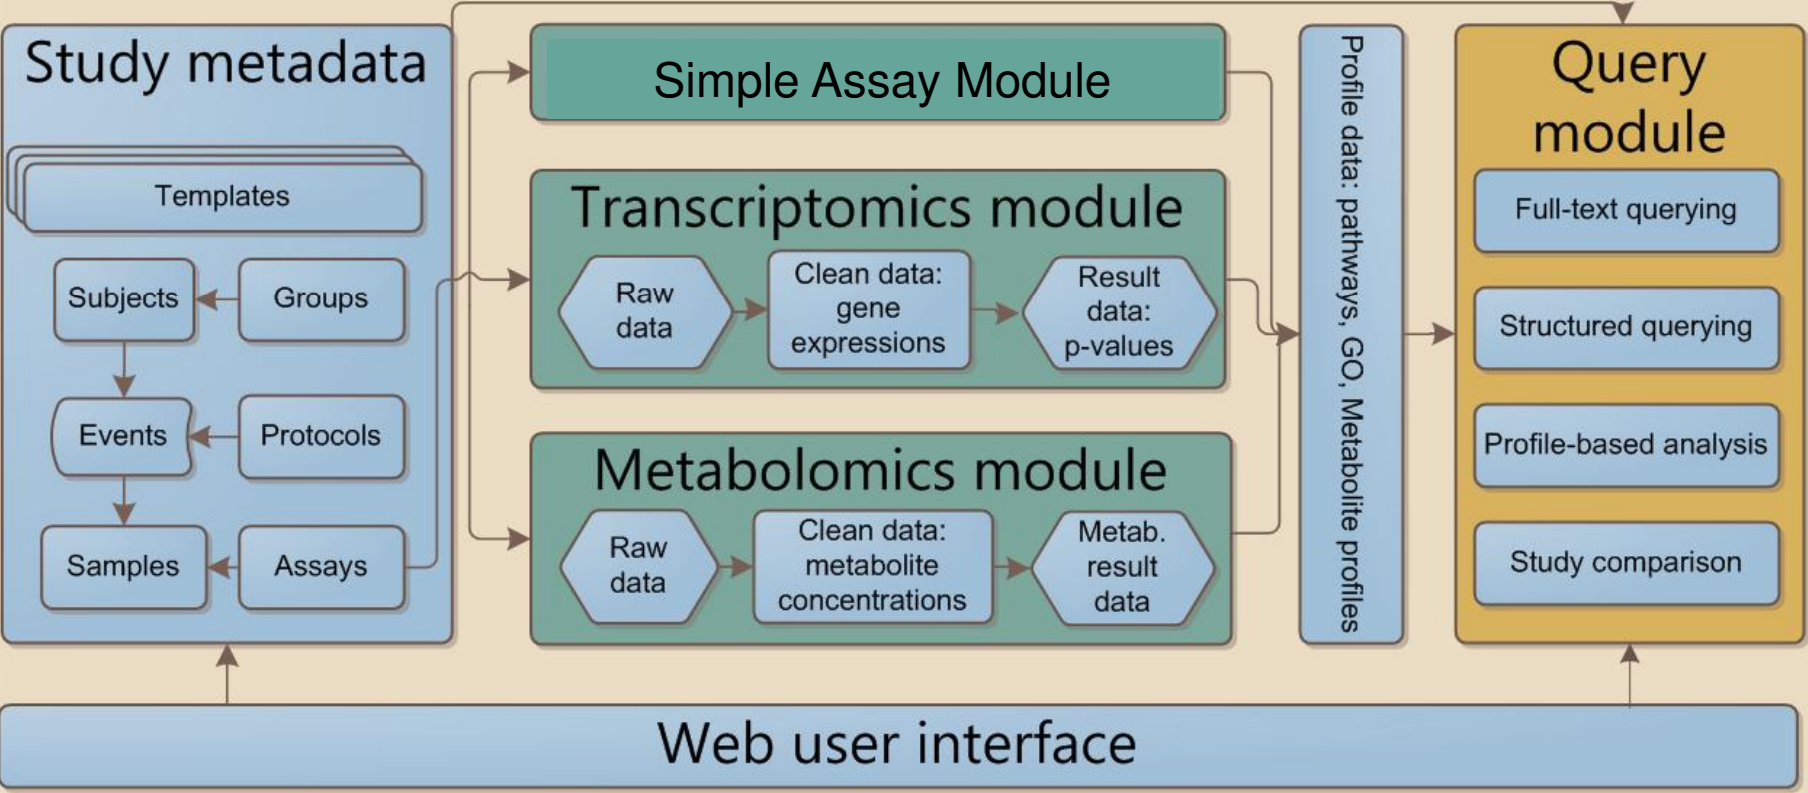 Study metadata
Templates
Subjects
Groups
Events
Protocols
Samples
Assays
Simple Assay Module
Transcriptomics module
Raw
data
Clean data:
gene
expressions
Result
data:
p-values
Metabolomics module
Raw
data
Clean data:
metabolite
concentrations
Metab.
result
data
Profile data: pathways, GO, Metabolite profiles
Query
module
Full-text querying
Structured querying
Profile-based analysis
Study comparison
Web user interface